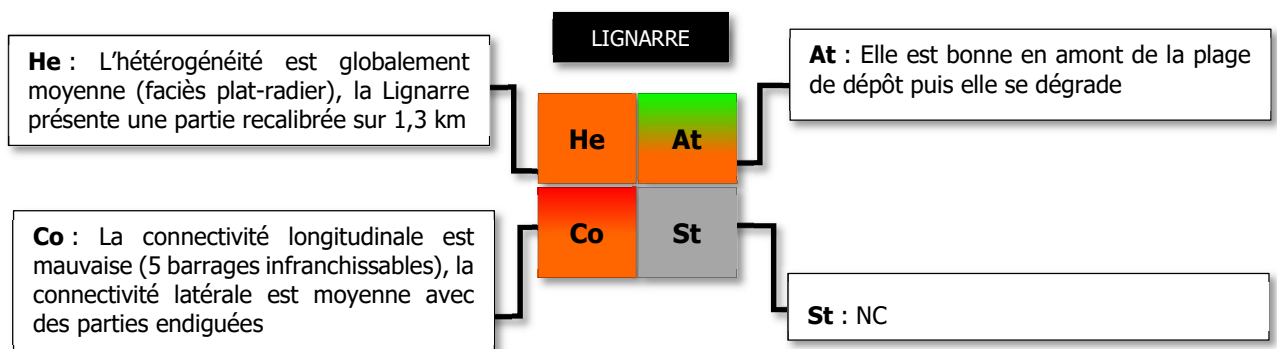 LIGNARRE
He : L'hétérogénéité est globalement
moyenne (faciès plat-radier), la Lignarre
présente une partie recalibrée sur 1,3 km
At : Elle est bonne en amont de la plage
de dépôt puis elle se dégrade
He
At
Co
St
Co : La connectivité longitudinale est
mauvaise (5 barrages infranchissables), la
connectivité latérale est moyenne avec
des parties endiguées
St : NC